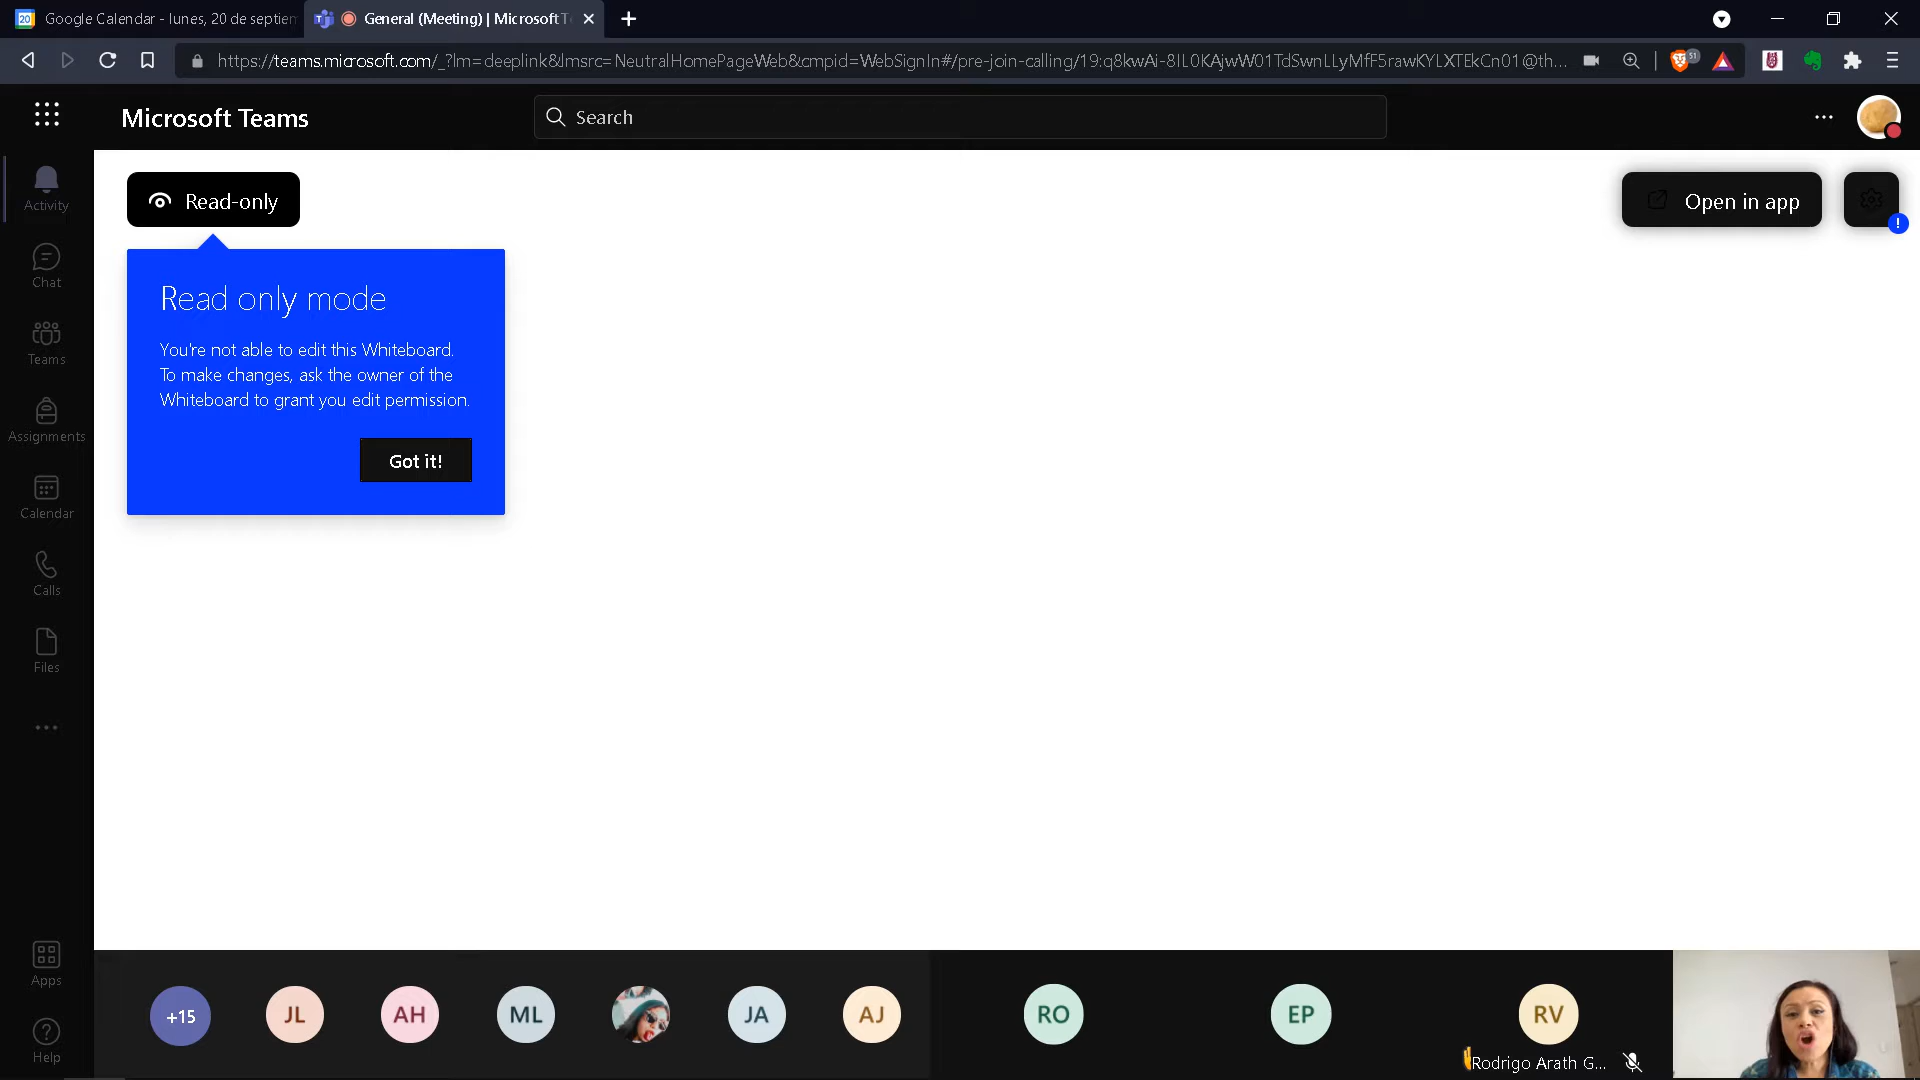 20 Google Calendar - lunes, 20 de septiem
General (Meeting) | Microsoft T
https://teams.microsoft.com/_?lm=deeplink&lmsrc=NeutralHomePageWeb&cmpid=WebSignIn#/pre-join-calling/19:q8kwAi-8IL0KAjwW01TdSwnLLyMfF5rawKYLXTEkCn01@th...
51
Microsoft Teams
Search
Activity
Chat
Teams
Assignments
Calendar
Calls
Files
Apps
Help
Read-only
Open in app
!
Read only mode
You're not able to edit this Whiteboard.
To make changes, ask the owner of the
Whiteboard to grant you edit permission.
Got it!
+15
JL
AH
ML
JA
AJ
RO
EP
RV
Rodrigo Arath G...